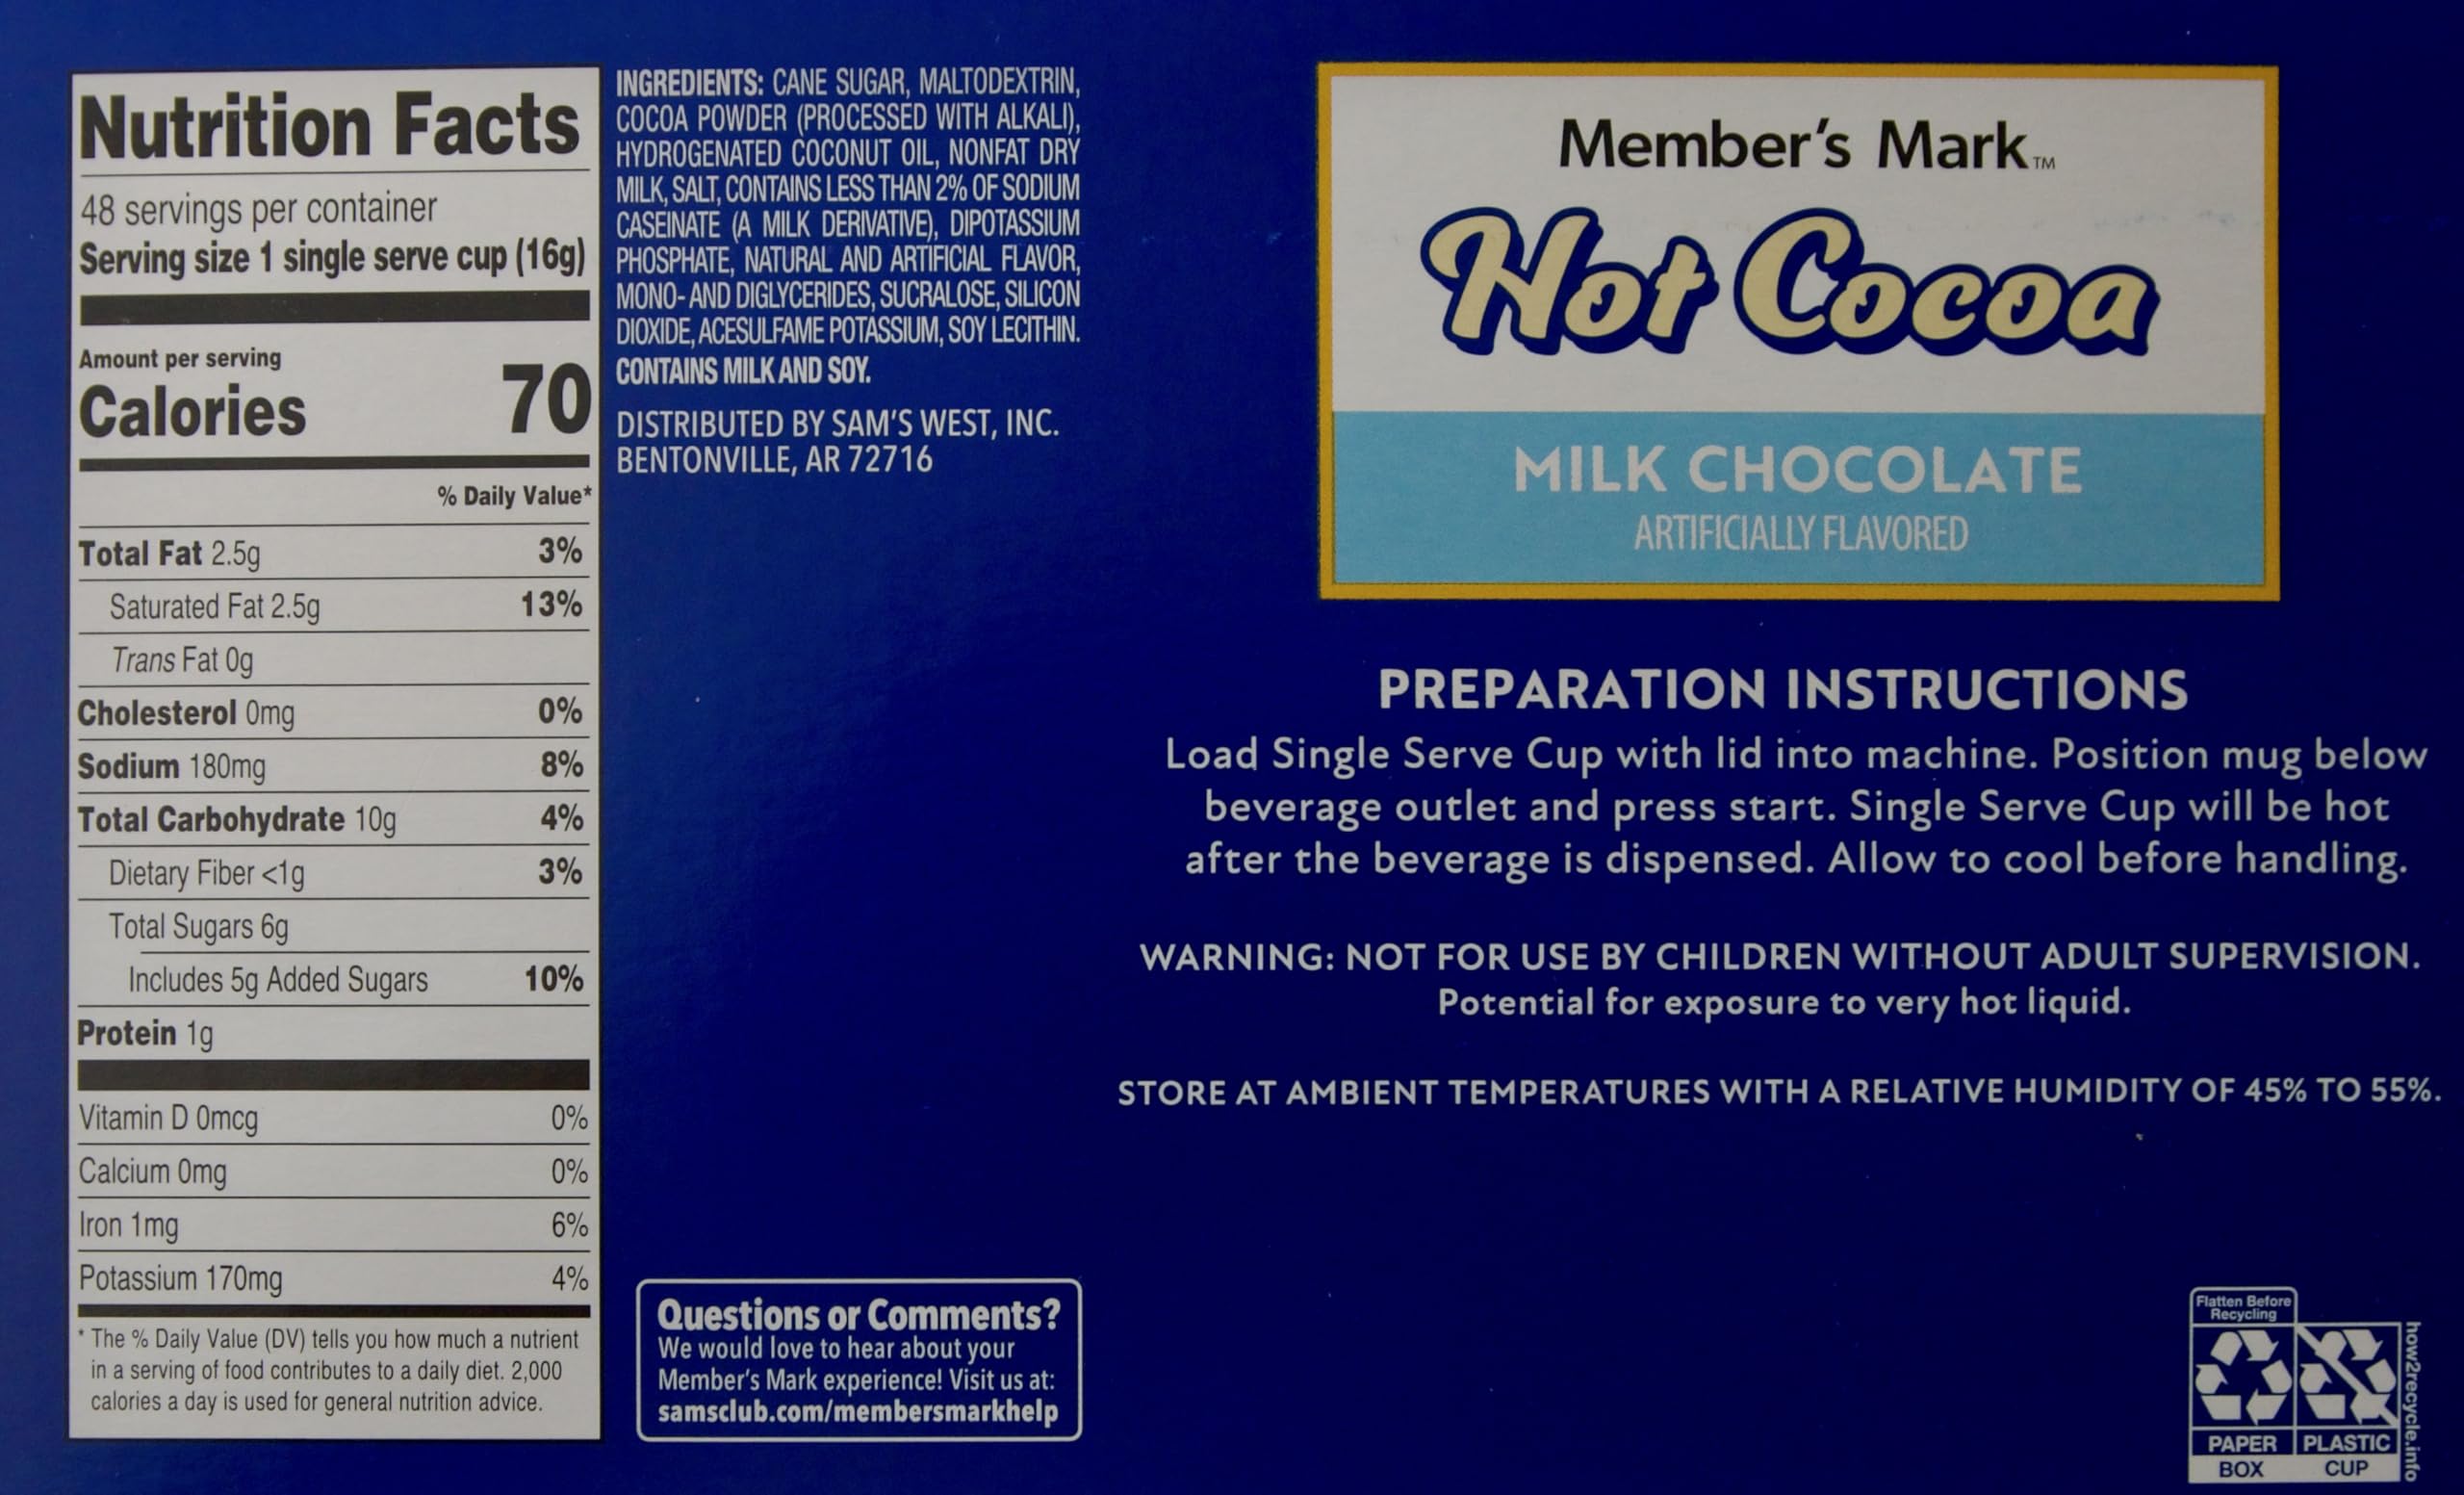 Nutrition Facts
48 servings per container
Serving size 1 single serve cup (16g)
Amount per serving
Calories 70
% Daily Value*
Total Fat 2.5g 3%
Saturated Fat 2.5g 13%
Trans Fat 0g
Cholesterol 0mg 0%
Sodium 180mg 8%
Total Carbohydrate 10g 4%
Dietary Fiber <1g 3%
Total Sugars 6g
Includes 5g Added Sugars 10%
Protein 1g
Vitamin D 0mcg 0%
Calcium 0mg 0%
Iron 1mg 6%
Potassium 170mg 4%
* The % Daily Value (DV) tells you how much a nutrient
in a serving of food contributes to a daily diet. 2,000
calories a day is used for general nutrition advice.
INGREDIENTS: CANE SUGAR, MALTODEXTRIN,
COCOA POWDER (PROCESSED WITH ALKALI),
HYDROGENATED COCONUT OIL, NONFAT DRY
MILK, SALT, CONTAINS LESS THAN 2% OF SODIUM
CASEINATE (A MILK DERIVATIVE), DIPOTASSIUM
PHOSPHATE, NATURAL AND ARTIFICIAL FLAVOR,
MONO- AND DIGLYCERIDES, SUCRALOSE, SILICON
DIOXIDE, ACESULFAME POTASSIUM, SOY LECITHIN.
CONTAINS MILK AND SOY.
DISTRIBUTED BY SAM'S WEST, INC.
BENTONVILLE, AR 72716
Questions or Comments?
We would love to hear about your
Member's Mark experience! Visit us at:
samsclub.com/membersmarkhelp
Member's Mark™
Hot Cocoa
MILK CHOCOLATE
ARTIFICIALLY FLAVORED
PREPARATION INSTRUCTIONS
Load Single Serve Cup with lid into machine. Position mug below
beverage outlet and press start. Single Serve Cup will be hot
after the beverage is dispensed. Allow to cool before handling.
WARNING: NOT FOR USE BY CHILDREN WITHOUT ADULT SUPERVISION.
Potential for exposure to very hot liquid.
STORE AT AMBIENT TEMPERATURES WITH A RELATIVE HUMIDITY OF 45% TO 55%.
Flatten Before
Recycling
PAPER
BOX
PLASTIC
CUP
how2recycle.info